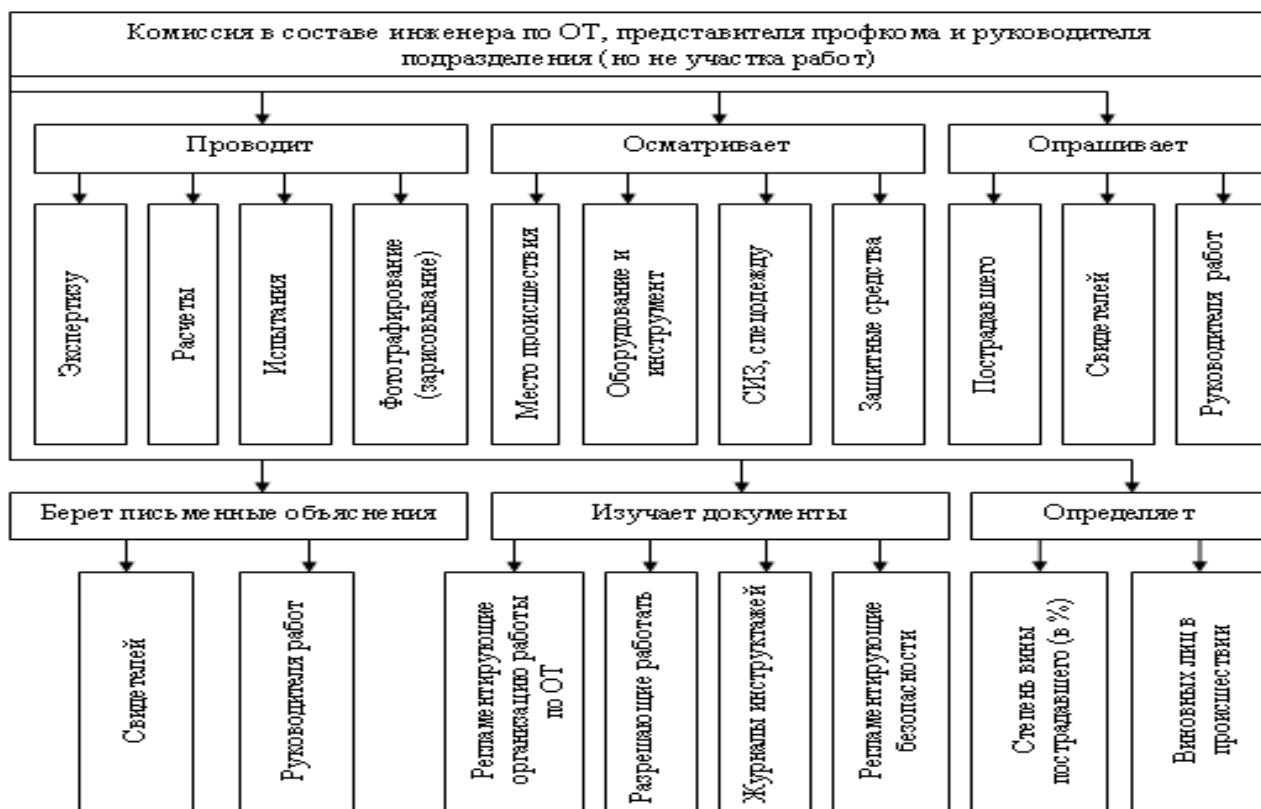 Комиссия в составе инженера по ОТ, представителя профкома и руководителя
подразделения (но не участка работ)
Проводит
Осматривает
Опрашивает
Экспертизу
Расчеты
Испытания
Фотографирование
(зарисовывание)
Место происшествия
Оборудование и
инструмент
СИЗ, спецодежду
Защитные средства
Пострадавшего
Свидетелей
Руководителя работ
Берет письменные объяснения
Изучает документы
Определяет
Свидетелей
Руководителя работ
Регламентирующие
организацию работы
по ОТ
Разрешающие работать
Журналы инструктажей
Регламентирующие
безопасности
Степень вины
пострадавшего (в %)
Виновных лиц в
происшествии